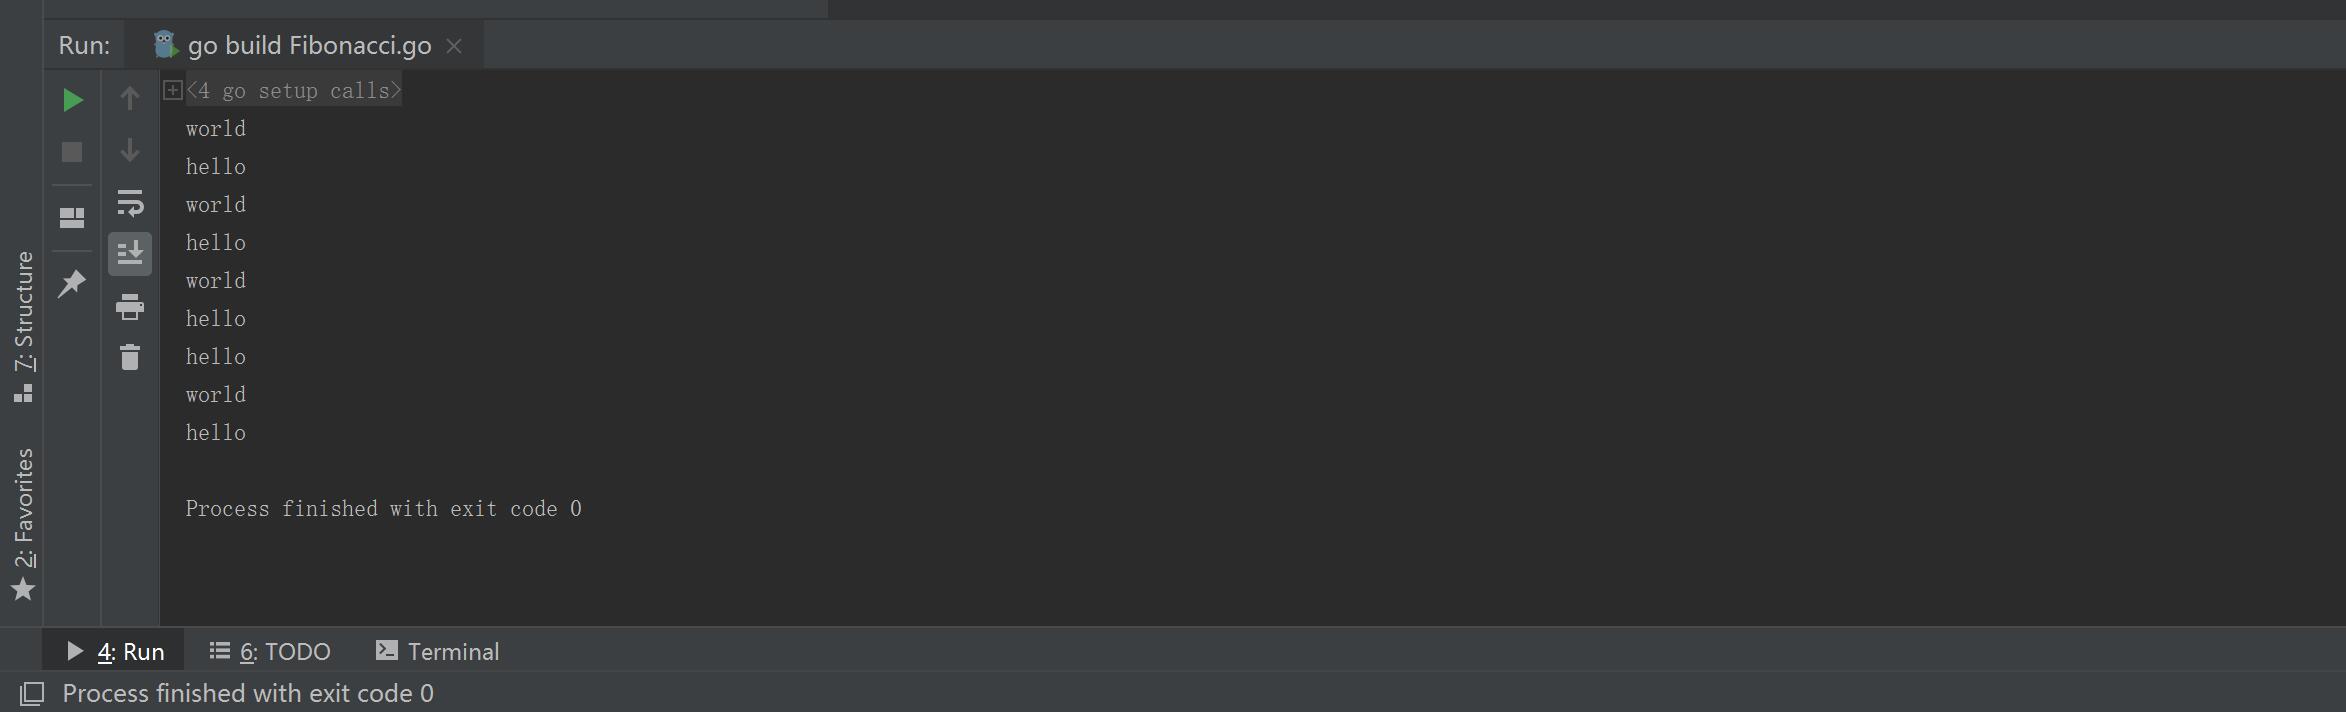 Run: go build Fibonacci.go
<4 go setup calls>
world
hello
world
hello
world
hello
hello
world
hello
Process finished with exit code 0
7: Structure
2: Favorites
4: Run 6: TODO Terminal
Process finished with exit code 0